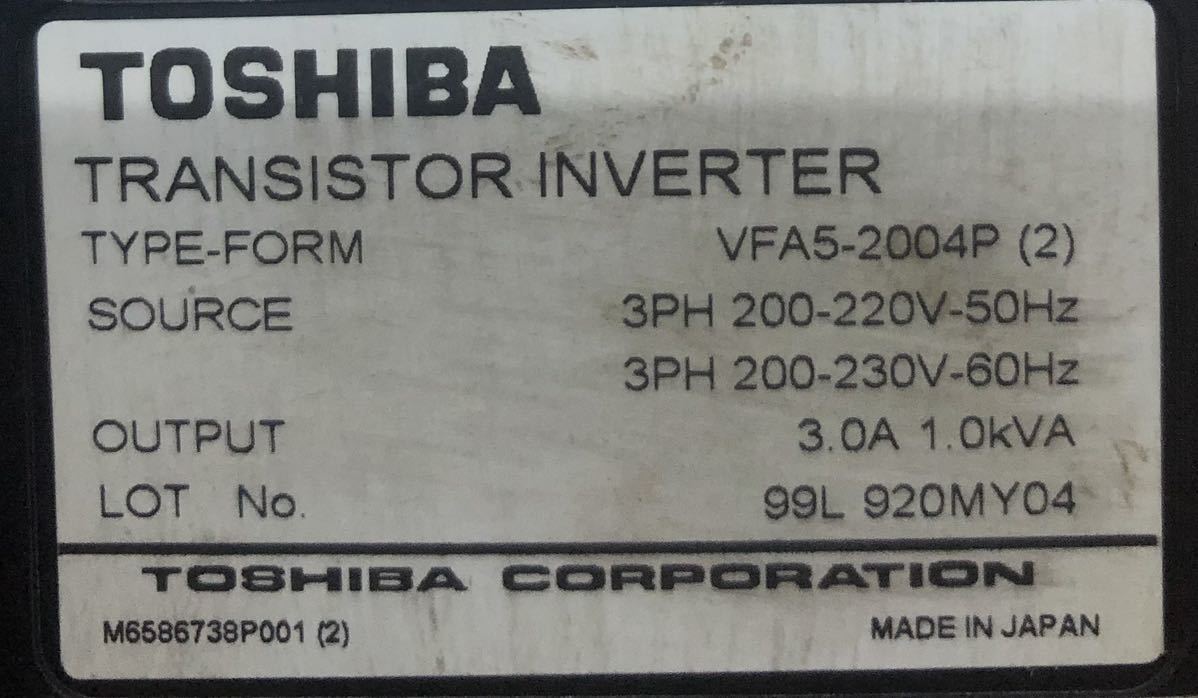 TOSHIBA
TRANSISTOR INVERTER
TYPE-FORM VFA5-2004P (2)
SOURCE 3PH 200-220V-50Hz
3PH 200-230V-60Hz
OUTPUT 3.0A 1.0kVA
LOT No. 99L 920MY04
TOSHIBA CORPORATION
M6586738P001 (2) MADE IN JAPAN